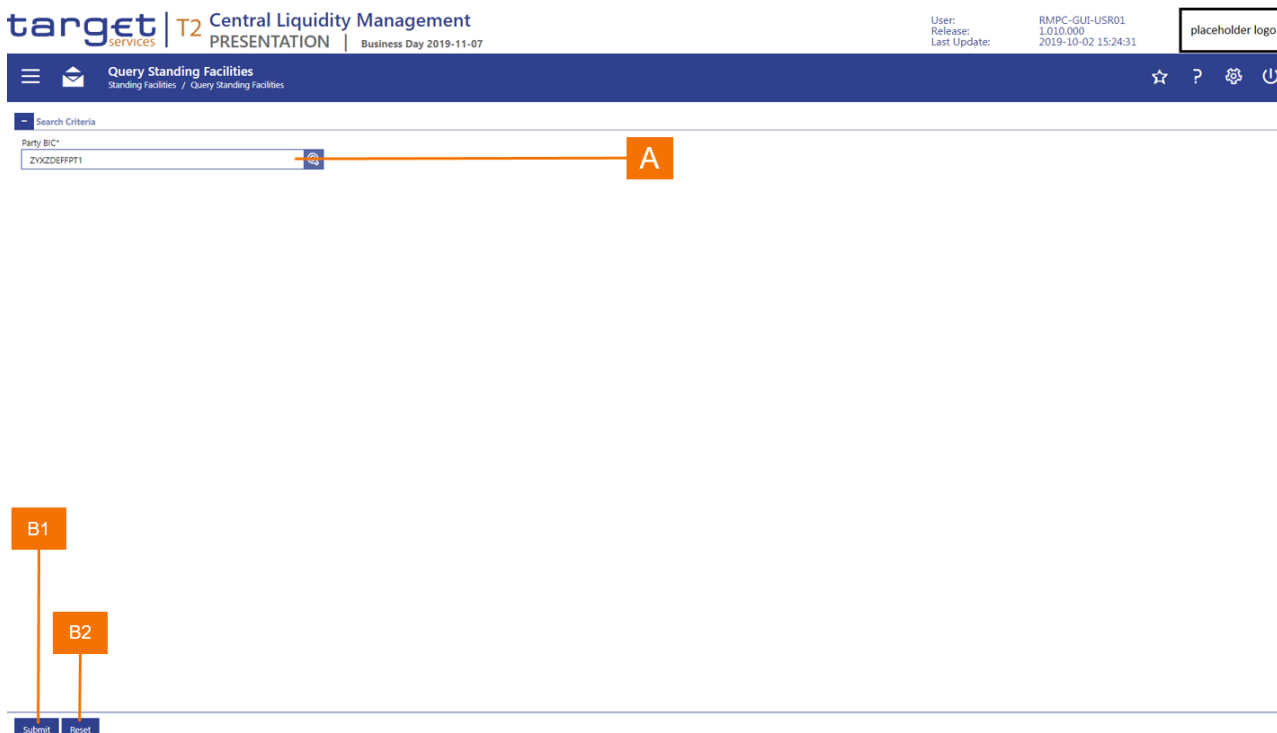 target services T2 Central Liquidity Management
PRESENTATION | Business Day 2019-11-07
User: RMPC-GUI-USR01
Release: 1.010.000
Last Update: 2019-10-02 15:24:31
placeholder logo
Query Standing Facilities
Standing Facilities / Query Standing Facilities
?
− Search Criteria
Party BIC*
ZYXZDEFFPT1
A
B1
B2
Submit Reset